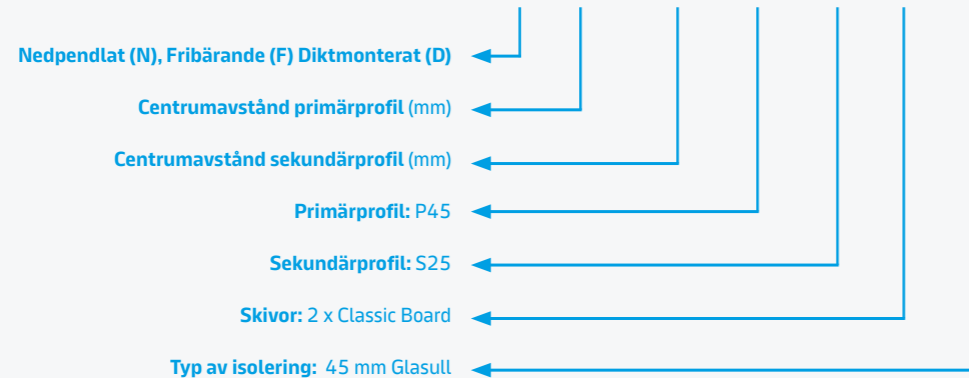 Nedpendlat (N), Fribärande (F) Diktmonterat (D)
Centrumavstånd primärprofil (mm)
Centrumavstånd sekundärprofil (mm)
Primärprofil: P45
Sekundärprofil: S25
Skivor: 2 x Classic Board
Typ av isolering: 45 mm Glasull